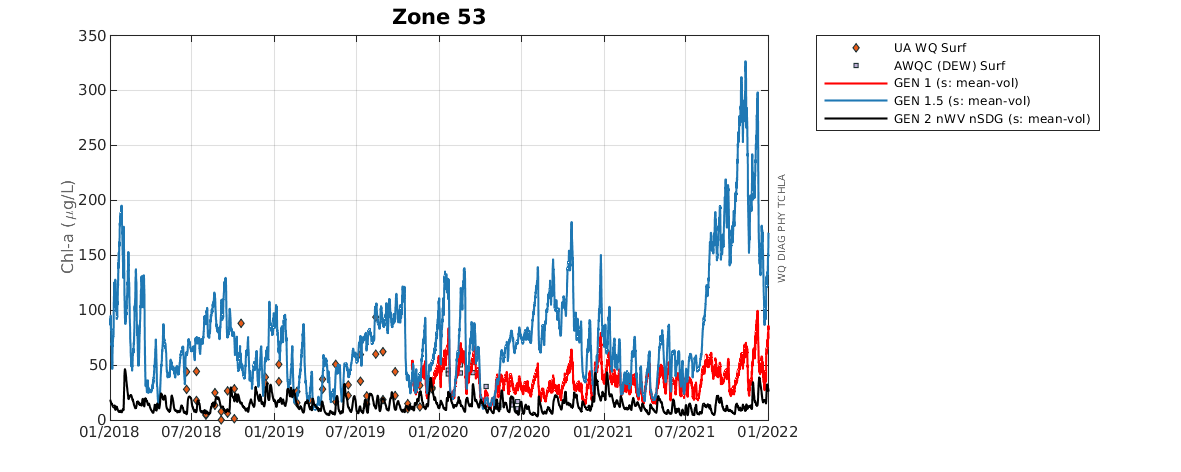 Zone 53
350
300
250
200
150
100
50
0
Chl-a (μg/L)
01/2018 07/2018 01/2019 07/2019 01/2020 07/2020 01/2021 07/2021 01/2022
WQ DIAG PHY TCHLA
UA WQ Surf
AWQC (DEW) Surf
GEN 1 (s: mean-vol)
GEN 1.5 (s: mean-vol)
GEN 2 nWV nSDG (s: mean-vol)